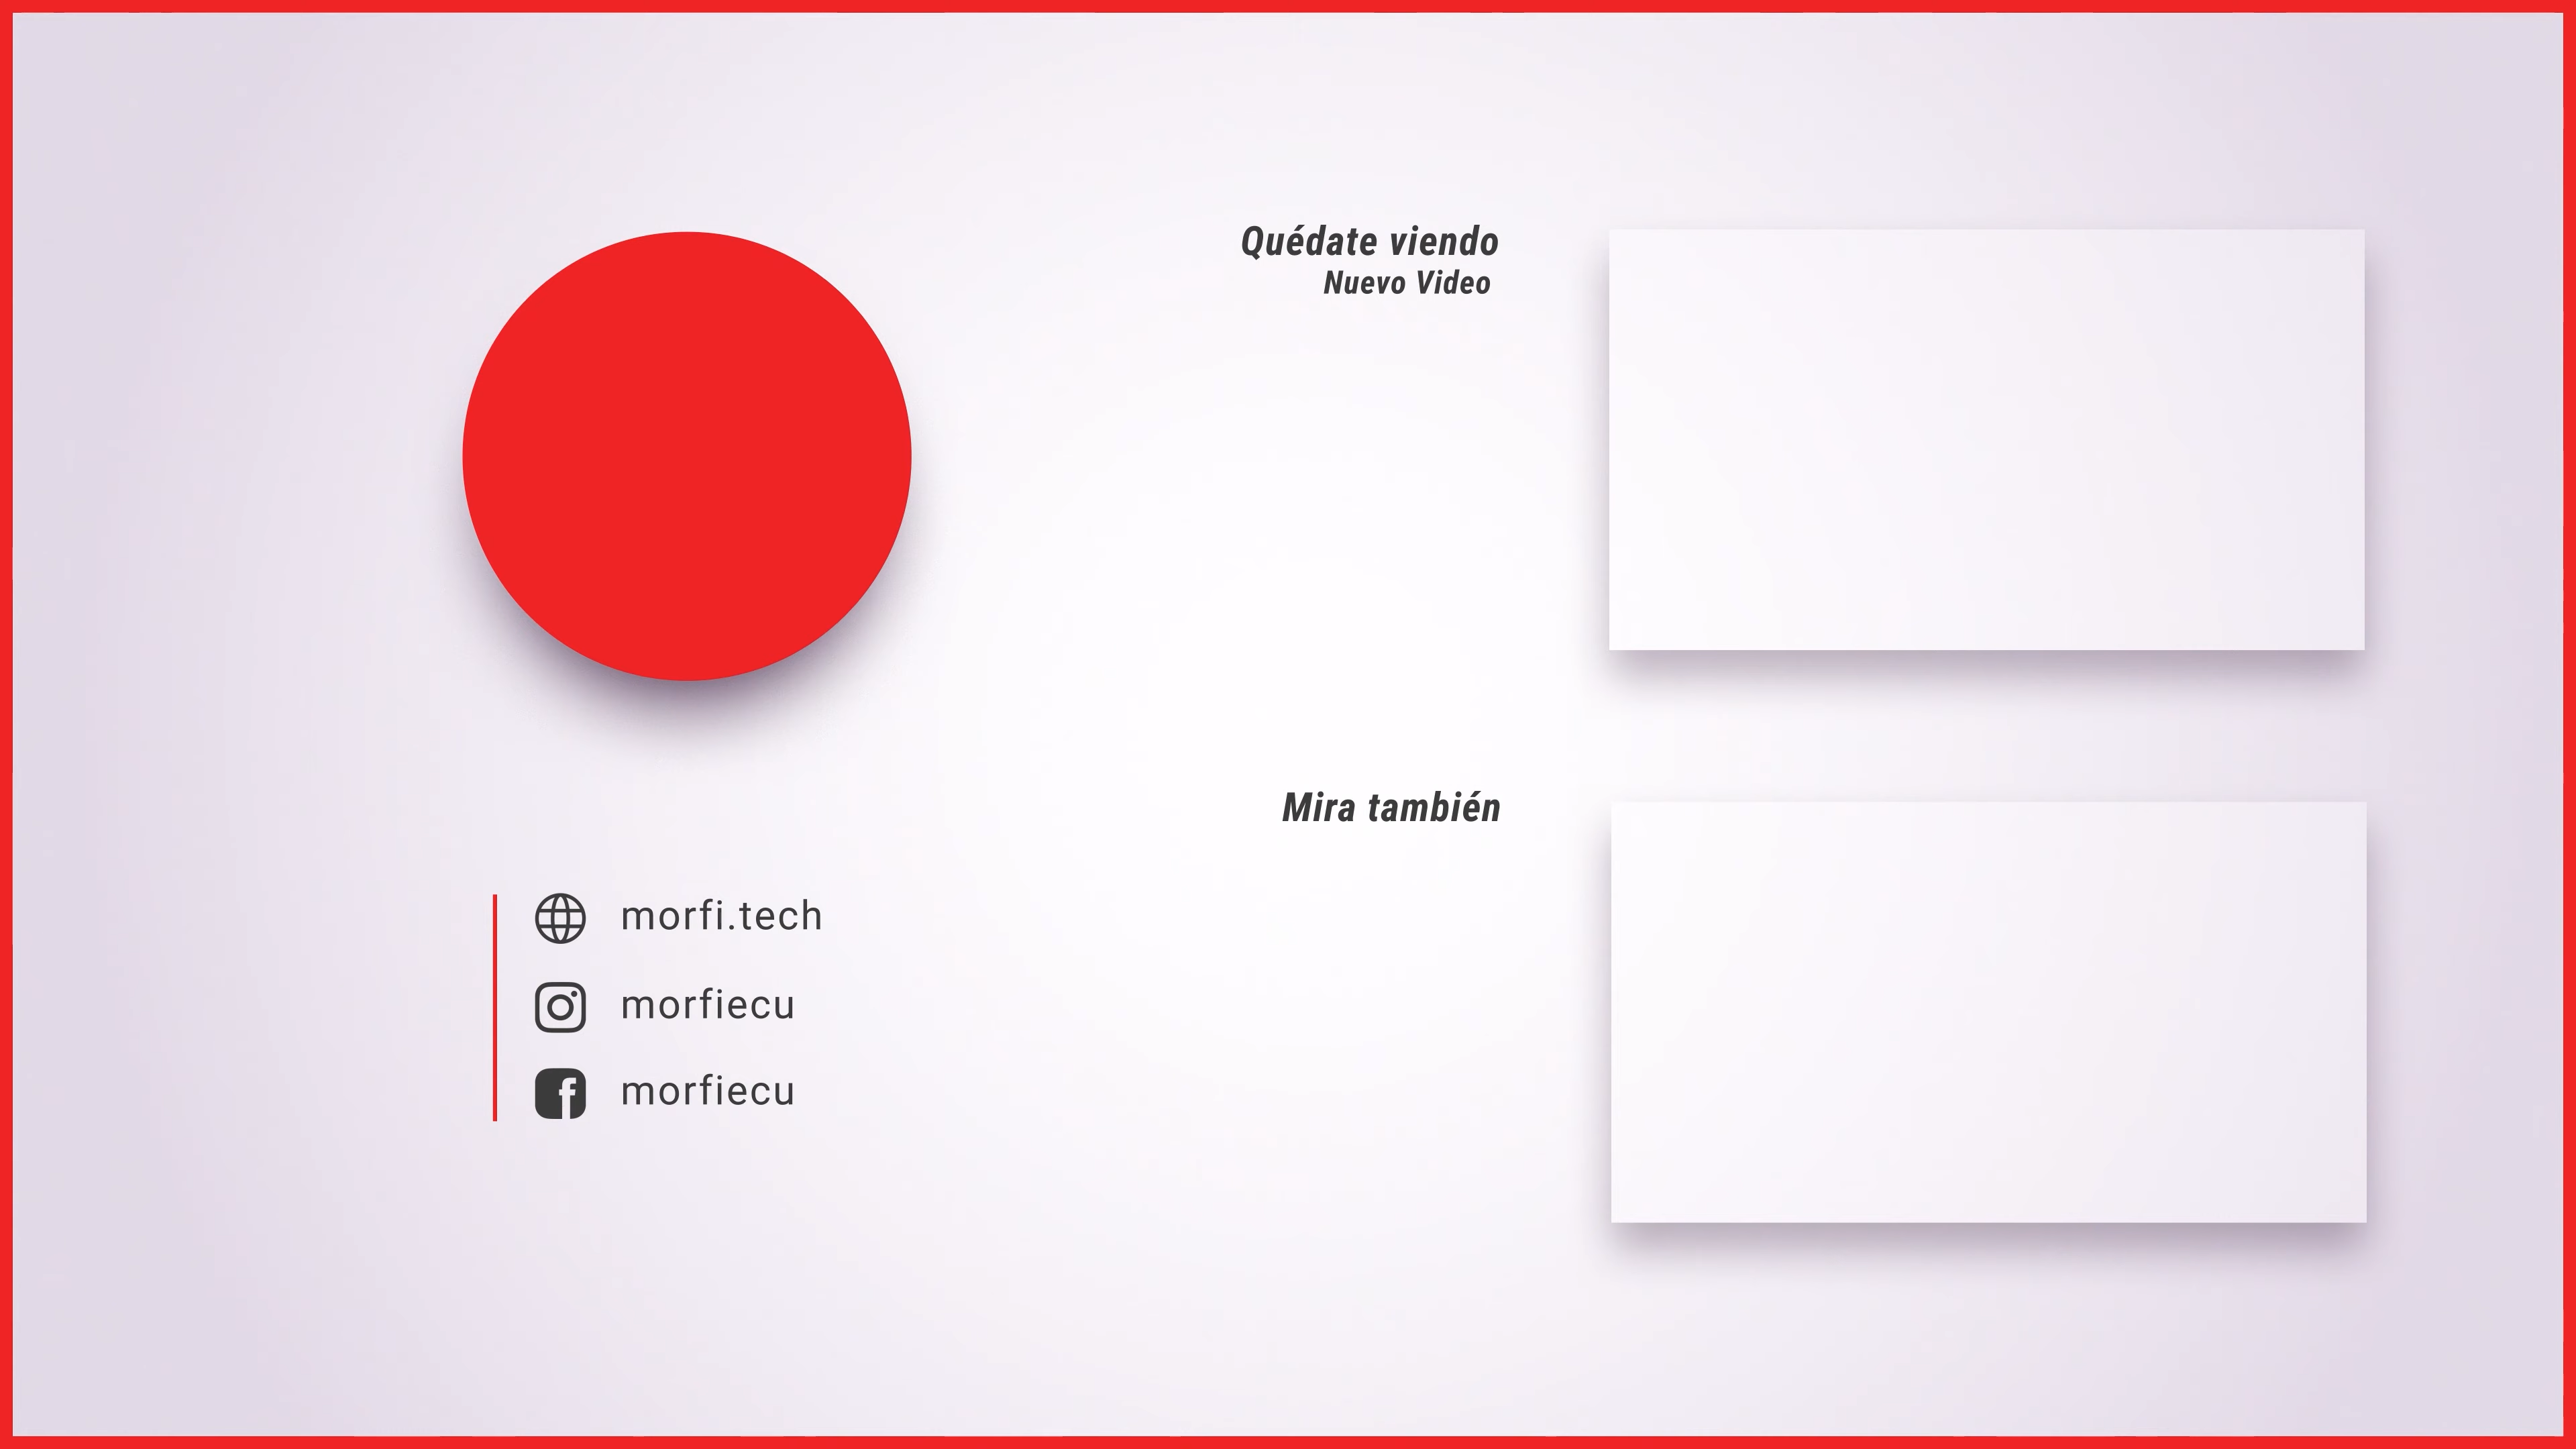 Quédate viendo
Nuevo Video
Mira también
morfi.tech
morfiecu
morfiecu